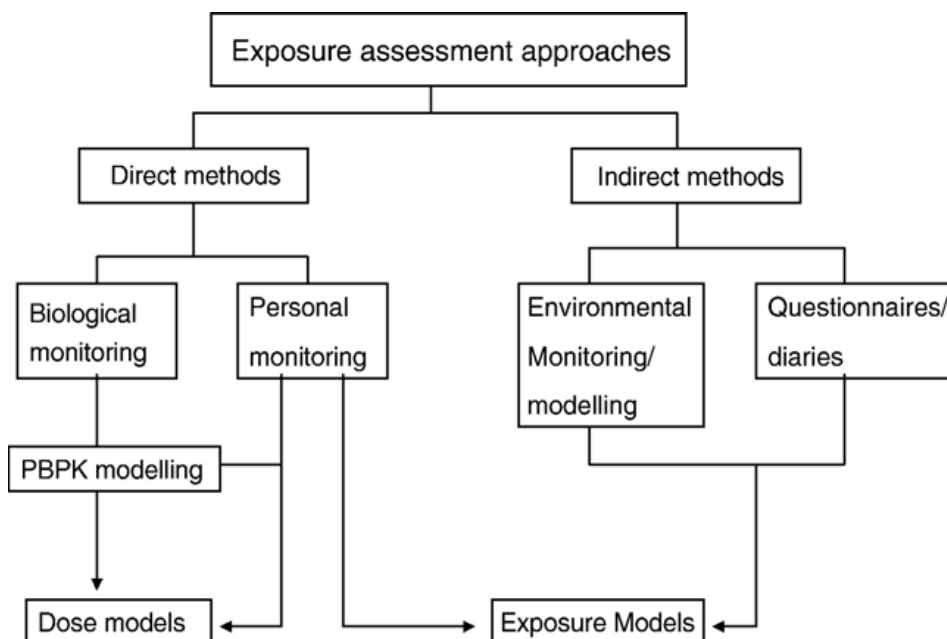 Exposure assessment approaches
Direct methods
Indirect methods
Biological
monitoring
Personal
monitoring
Environmental
Monitoring/
modelling
Questionnaires/
diaries
PBPK modelling
Dose models
Exposure Models